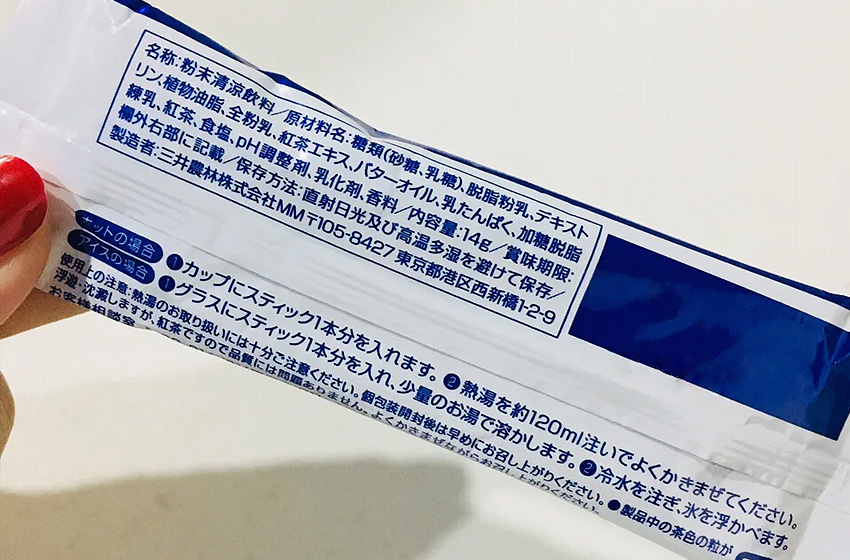 名称:粉末清涼飲料/原材料名:糖類(砂糖、乳糖)、脱脂粉乳、デキスト
リン、植物油脂、全粉乳、紅茶エキス、バターオイル、乳たんぱく、加糖脱脂
練乳、紅茶、食塩、pH調整剤、乳化剤、香料/内容量:14g/賞味期限:
欄外右部に記載/保存方法:直射日光及び高温多湿を避けて保存/
製造者:三井農林株式会社MM〒105-8427東京都港区西新橋1-2-9
ホットの場合 ❶カップにスティック1本分を入れます。❷熱湯を約120ml注いでよくかきまぜてください。
アイスの場合 ❶グラスにスティック1本分を入れ、少量のお湯で溶かします。❷冷水を注ぎ、氷を浮かべます。
使用上の注意:熱湯のお取り扱いには十分ご注意ください。個包装開封後は早めにお召し上がりください。●製品中の茶色の粒が
浮遊・沈澱しますが、紅茶ですので品質には問題ありません。よくかきまぜながらお召し上がりください。
お客様相談室